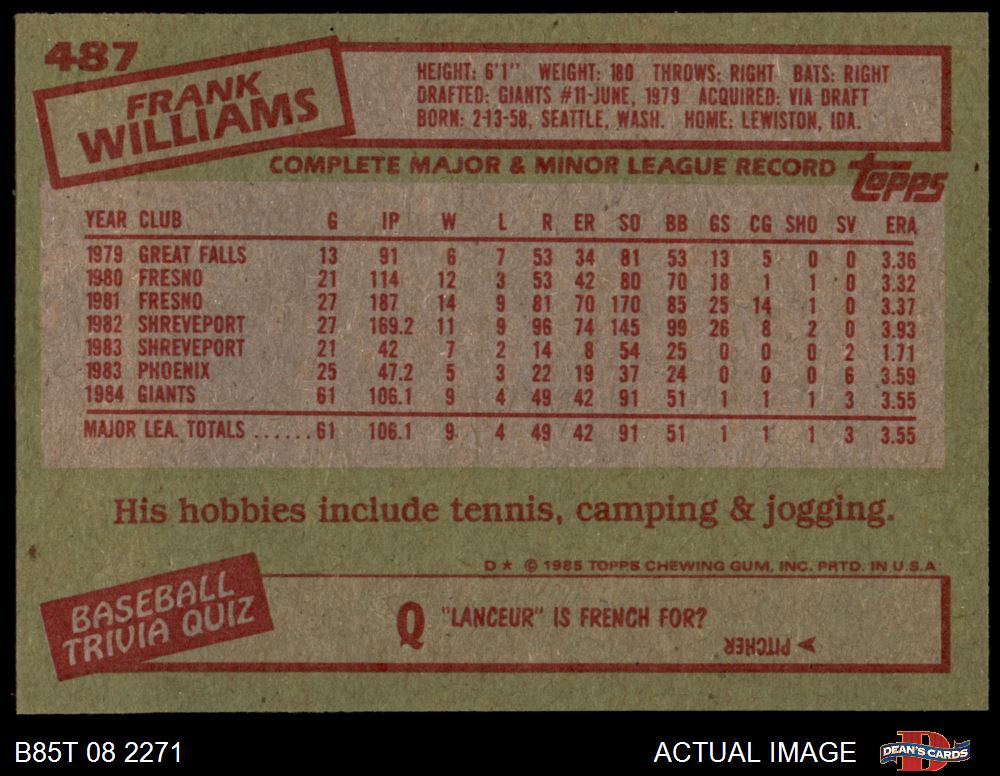 487
FRANK
WILLIAMS
HEIGHT: 6'1" WEIGHT: 180 THROWS: RIGHT BATS: RIGHT
DRAFTED: GIANTS #11-JUNE, 1979 ACQUIRED: VIA DRAFT
BORN: 2-13-58, SEATTLE, WASH. HOME: LEWISTON, IDA.
COMPLETE MAJOR & MINOR LEAGUE RECORD
topps
YEAR CLUB G IP W L R ER SO BB GS CG SHO SV ERA
1979 GREAT FALLS 13 91 6 7 53 34 81 53 13 5 0 0 3.36
1980 FRESNO 21 114 12 3 53 42 80 70 18 1 1 0 3.32
1981 FRESNO 27 187 14 9 81 70 170 85 25 14 1 0 3.37
1982 SHREVEPORT 27 169.2 11 9 96 74 145 99 26 8 2 0 3.93
1983 SHREVEPORT 21 42 7 2 14 8 54 25 0 0 0 2 1.71
1983 PHOENIX 25 47.2 5 3 22 19 37 24 0 0 0 6 3.59
1984 GIANTS 61 106.1 9 4 49 42 91 51 1 1 1 3 3.55
MAJOR LEA. TOTALS ......61 106.1 9 4 49 42 91 51 1 1 1 3 3.55
His hobbies include tennis, camping & jogging.
D★ © 1985 TOPPS CHEWING GUM, INC. PRTD. IN U.S.A.
BASEBALL
TRIVIA QUIZ
Q "LANCEUR" IS FRENCH FOR?
PITCHER
B85T 08 2271
ACTUAL IMAGE
D
DEAN'S CARDS